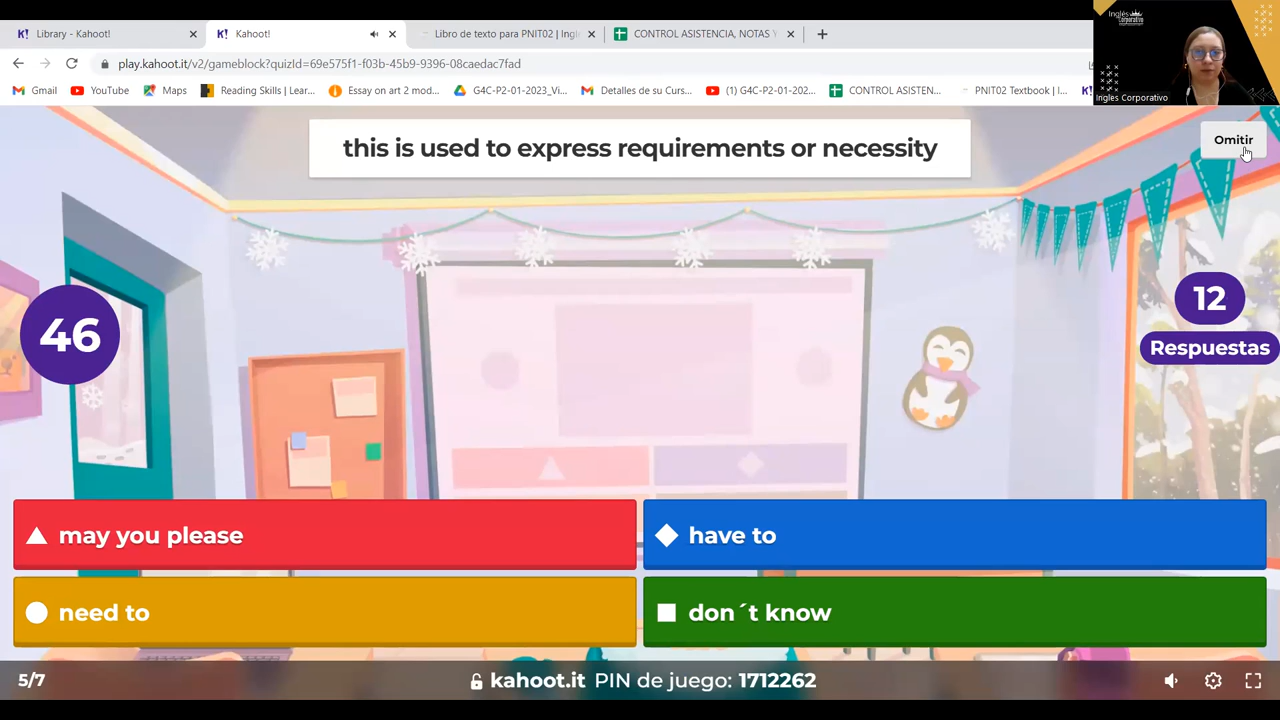 Library - Kahoot!
Kahoot!
Libro de texto para PNIT02 | Ingl
CONTROL ASISTENCIA, NOTAS Y
play.kahoot.it/v2/gameblock?quizId=69e575f1-f03b-45b9-9396-08caedac7fdf
Gmail
YouTube
Maps
Reading Skills | Lear...
Essay on art 2 mod...
G4C-P2-01-2023_Vi...
Detalles de su Curs...
(1) G4C-P2-01-202...
CONTROL ASISTEN...
PNIT02 Textbook | I...
Inglés
Corporativo
Ingles Corporativo
this is used to express requirements or necessity
Omitir
46
12
Respuestas
may you please
have to
need to
don´t know
5/7
kahoot.it PIN de juego: 1712262